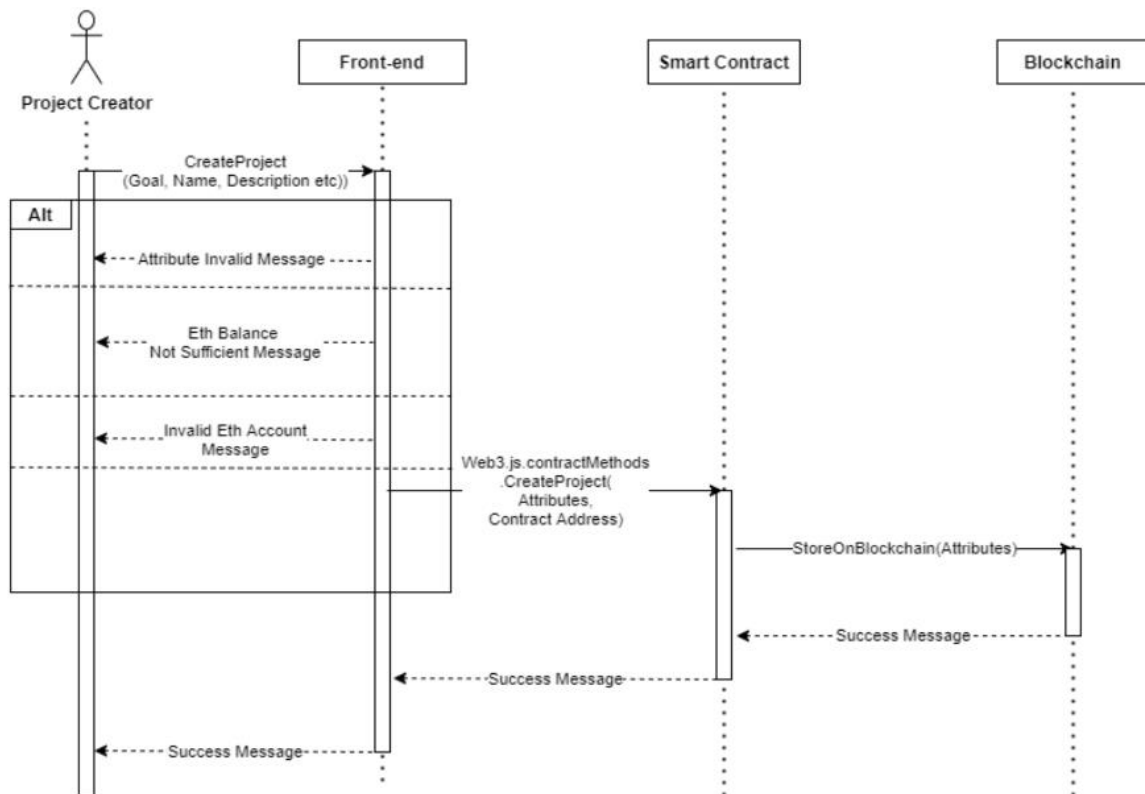 Front-end
Smart Contract
Blockchain
Project Creator
CreateProject
(Goal, Name, Description etc))
Alt
Attribute Invalid Message
Eth Balance
Not Sufficient Message
Invalid Eth Account
Message
Web3.js.contractMethods
.CreateProject(
Attributes,
Contract Address)
StoreOnBlockchain(Attributes)
Success Message
Success Message
Success Message